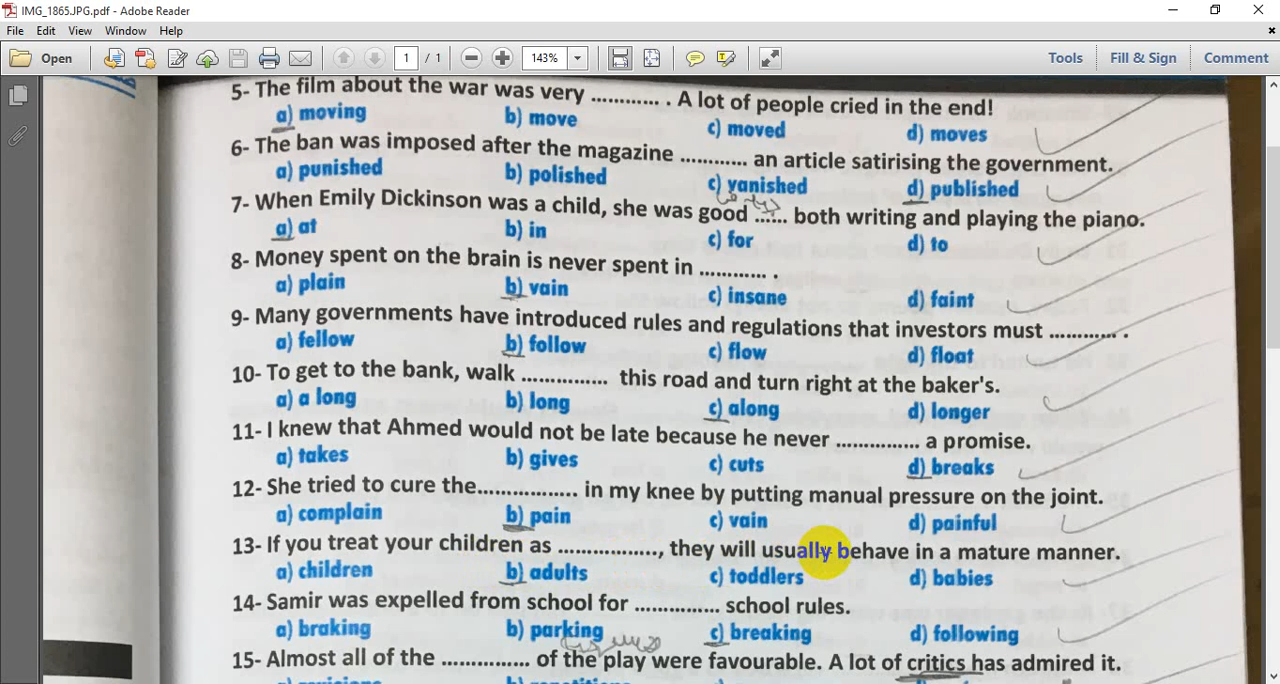 IMG_1865.JPG.pdf - Adobe Reader
File Edit View Window Help
Open 1 / 1 143% Tools Fill & Sign Comment
5- The film about the war was very ............ . A lot of people cried in the end!
a) moving b) move c) moved d) moves
6- The ban was imposed after the magazine ............ an article satirising the government.
a) punished b) polished c) vanished d) published
7- When Emily Dickinson was a child, she was good ...... both writing and playing the piano.
a) at b) in c) for d) to
8- Money spent on the brain is never spent in ............ .
a) plain b) vain c) insane d) faint
9- Many governments have introduced rules and regulations that investors must ............ .
a) fellow b) follow c) flow d) float
10- To get to the bank, walk ............... this road and turn right at the baker's.
a) a long b) long c) along d) longer
11- I knew that Ahmed would not be late because he never ............... a promise.
a) takes b) gives c) cuts d) breaks
12- She tried to cure the................. in my knee by putting manual pressure on the joint.
a) complain b) pain c) vain d) painful
13- If you treat your children as ................., they will usually behave in a mature manner.
a) children b) adults c) toddlers d) babies
14- Samir was expelled from school for ............... school rules.
a) braking b) parking c) breaking d) following
15- Almost all of the ............... of the play were favourable. A lot of critics has admired it.